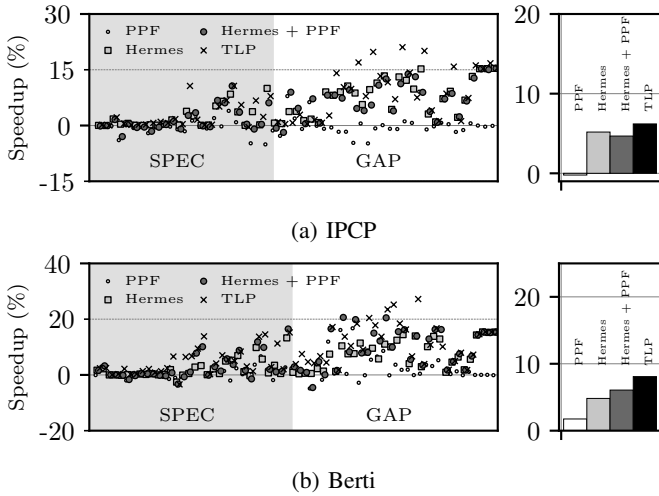 Speedup (%)
30
15
0
-15
PPF
Hermes
Hermes + PPF
TLP
SPEC
GAP
20
10
0
PPF
Hermes
Hermes + PPF
TLP
(a) IPCP
Speedup (%)
40
20
0
-20
PPF
Hermes
Hermes + PPF
TLP
SPEC
GAP
20
10
0
PPF
Hermes
Hermes + PPF
TLP
(b) Berti